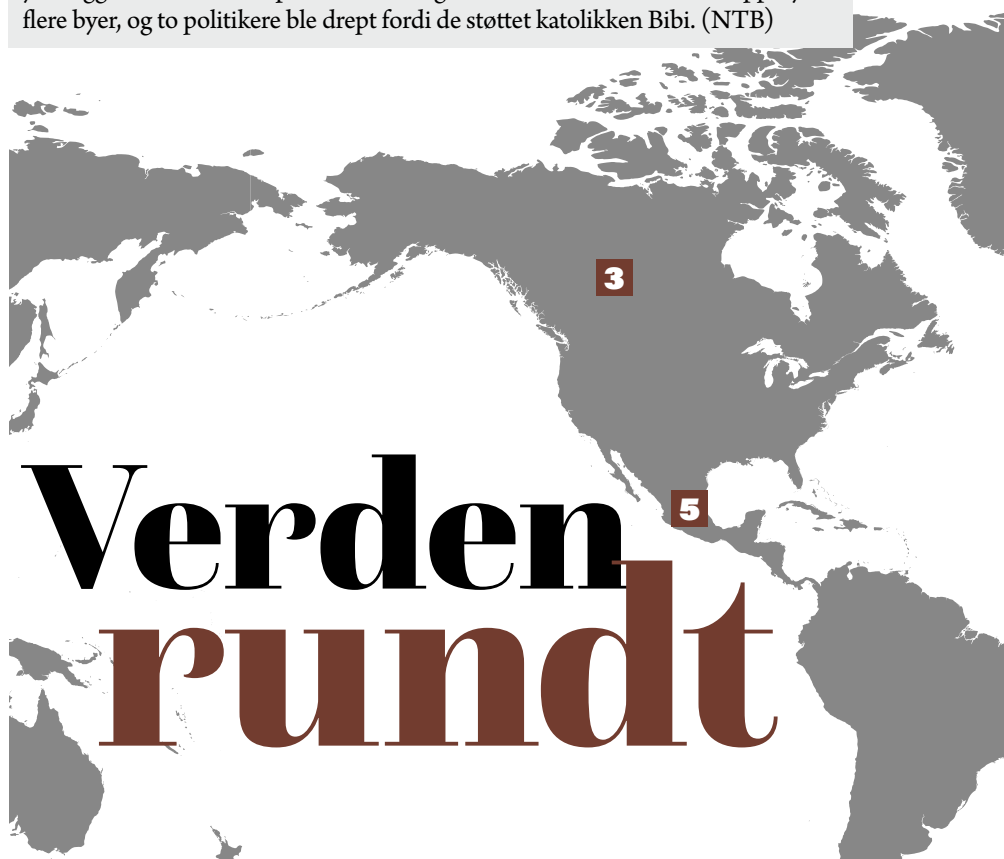 flere byer, og to politikere ble drept fordi de støttet katolikken Bibi. (NTB)
3
5
Verden
rundt